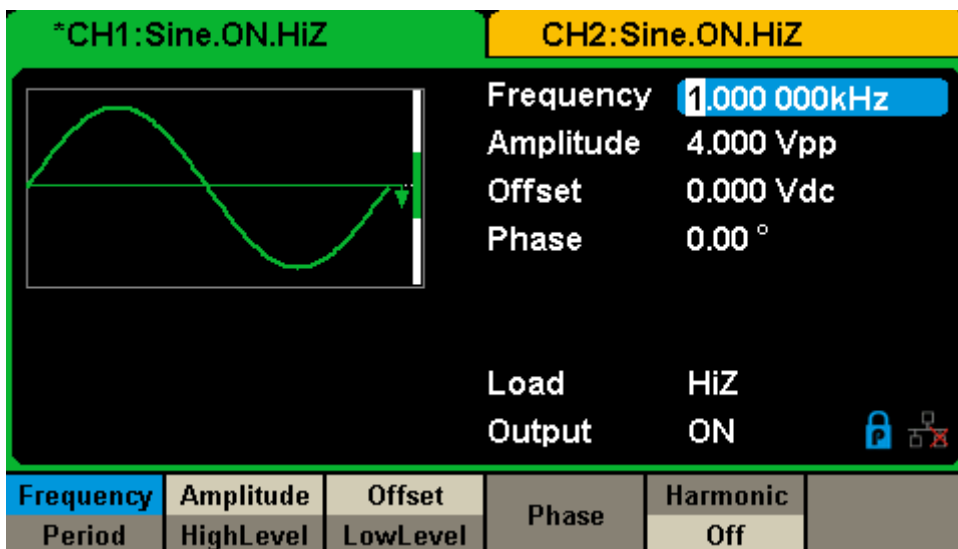 *CH1:Sine.ON.HiZ CH2:Sine.ON.HiZ
Frequency 1.000 000kHz
Amplitude 4.000 Vpp
Offset 0.000 Vdc
Phase 0.00 °
Load HiZ
Output ON P
Frequency Amplitude Offset Phase Harmonic
Period HighLevel LowLevel Off